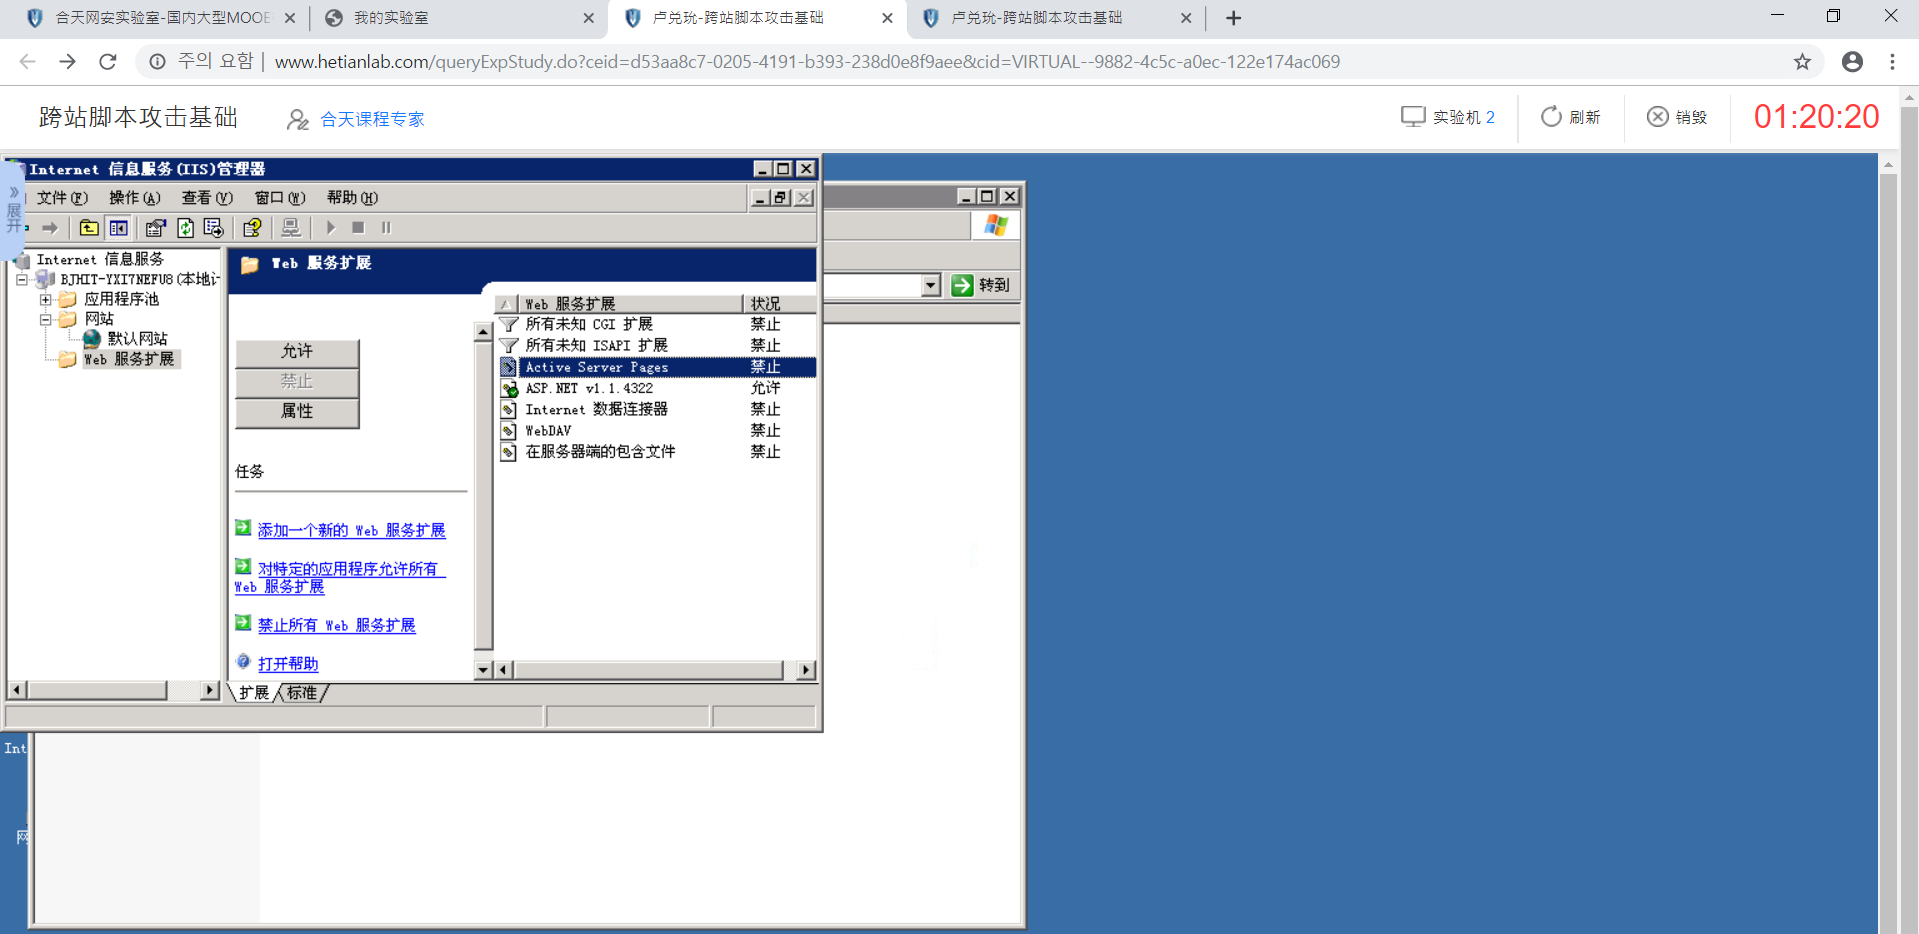 合天网安实验室-国内大型MOOE
我的实验室
卢兑玧-跨站脚本攻击基础
卢兑玧-跨站脚本攻击基础
주의 요함
www.hetianlab.com/queryExpStudy.do?ceid=d53aa8c7-0205-4191-b393-238d0e8f9aee&cid=VIRTUAL--9882-4c5c-a0ec-122e174ac069
跨站脚本攻击基础
合天课程专家
实验机 2
刷新
销毁
01:20:20
Internet 信息服务(IIS)管理器
文件(F) 操作(A) 查看(V) 窗口(W) 帮助(H)
» 展开
转到
Internet 信息服务
BJHIT-YXI7NEFU8(本地计
应用程序池
网站
默认网站
Web 服务扩展
Web 服务扩展
允许
禁止
属性
任务
添加一个新的 Web 服务扩展
对特定的应用程序允许所有
Web 服务扩展
禁止所有 Web 服务扩展
打开帮助
Web 服务扩展 状况
所有未知 CGI 扩展 禁止
所有未知 ISAPI 扩展 禁止
Active Server Pages 禁止
ASP.NET v1.1.4322 允许
Internet 数据连接器 禁止
WebDAV 禁止
在服务器端的包含文件 禁止
扩展 标准
Int
网